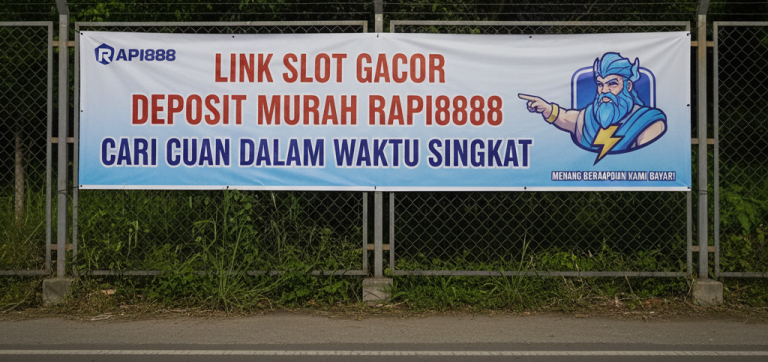 RAPI888
LINK SLOT GACOR
DEPOSIT MURAH RAPI8888
CARI CUAN DALAM WAKTU SINGKAT
MENANG BERAAPOUN KAMI BAYAR!